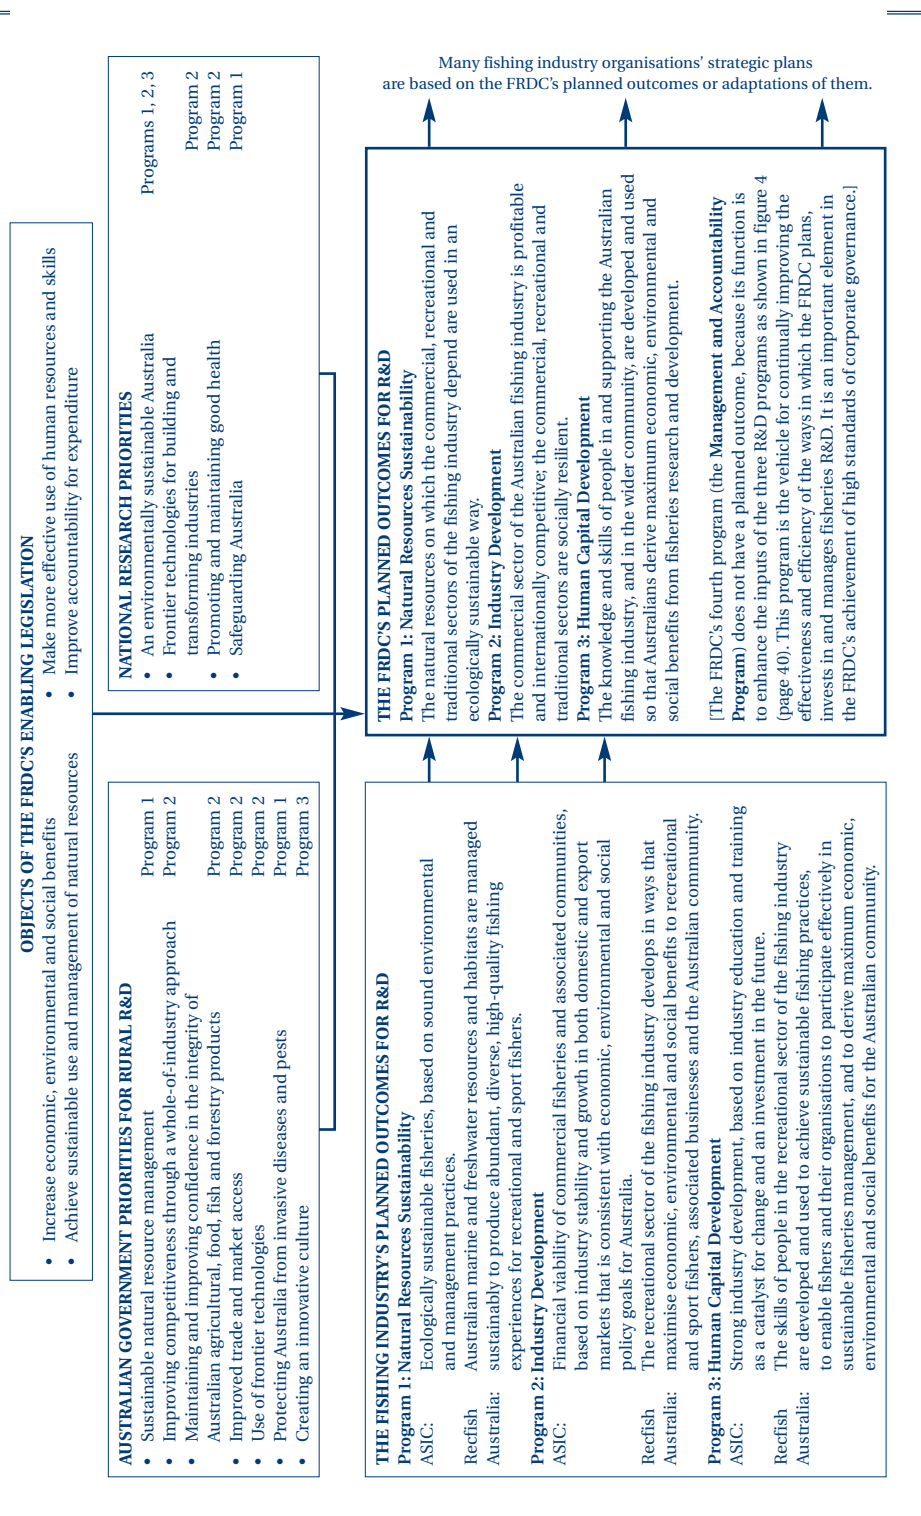 OBJECTS OF THE FRDC'S ENABLING LEGISLATION
• Increase economic, environmental and social benefits
• Achieve sustainable use and management of natural resources
• Make more effective use of human resources and skills
• Improve accountability for expenditure
AUSTRALIAN GOVERNMENT PRIORITIES FOR RURAL R&D
• Sustainable natural resource management Program 1
• Improving competitiveness through a whole-of-industry approach Program 2
• Maintaining and improving confidence in the integrity of
Australian agricultural, food, fish and forestry products Program 2
• Improved trade and market access Program 2
• Use of frontier technologies Program 2
• Protecting Australia from invasive diseases and pests Program 1
• Creating an innovative culture Program 3
NATIONAL RESEARCH PRIORITIES
• An environmentally sustainable Australia Programs 1, 2, 3
• Frontier technologies for building and
transforming industries Program 2
• Promoting and maintaining good health Program 2
• Safeguarding Australia Program 1
THE FISHING INDUSTRY'S PLANNED OUTCOMES FOR R&D
Program 1: Natural Resources Sustainability
ASIC: Ecologically sustainable fisheries, based on sound environmental
and management practices.
Recfish Australian marine and freshwater resources and habitats are managed
Australia: sustainably to produce abundant, diverse, high-quality fishing
experiences for recreational and sport fishers.
Program 2: Industry Development
ASIC: Financial viability of commercial fisheries and associated communities,
based on industry stability and growth in both domestic and export
markets that is consistent with economic, environmental and social
policy goals for Australia.
Recfish The recreational sector of the fishing industry develops in ways that
Australia: maximise economic, environmental and social benefits to recreational
and sport fishers, associated businesses and the Australian community.
Program 3: Human Capital Development
ASIC: Strong industry development, based on industry education and training
as a catalyst for change and an investment in the future.
Recfish The skills of people in the recreational sector of the fishing industry
Australia: are developed and used to achieve sustainable fishing practices,
to enable fishers and their organisations to participate effectively in
sustainable fisheries management, and to derive maximum economic,
environmental and social benefits for the Australian community.
THE FRDC'S PLANNED OUTCOMES FOR R&D
Program 1: Natural Resources Sustainability
The natural resources on which the commercial, recreational and
traditional sectors of the fishing industry depend are used in an
ecologically sustainable way.
Program 2: Industry Development
The commercial sector of the Australian fishing industry is profitable
and internationally competitive; the commercial, recreational and
traditional sectors are socially resilient.
Program 3: Human Capital Development
The knowledge and skills of people in and supporting the Australian
fishing industry, and in the wider community, are developed and used
so that Australians derive maximum economic, environmental and
social benefits from fisheries research and development.
[The FRDC's fourth program (the Management and Accountability
Program) does not have a planned outcome, because its function is
to enhance the inputs of the three R&D programs as shown in figure 4
(page 40). This program is the vehicle for continually improving the
effectiveness and efficiency of the ways in which the FRDC plans,
invests in and manages fisheries R&D. It is an important element in
the FRDC's achievement of high standards of corporate governance.]
Many fishing industry organisations' strategic plans
are based on the FRDC's planned outcomes or adaptations of them.